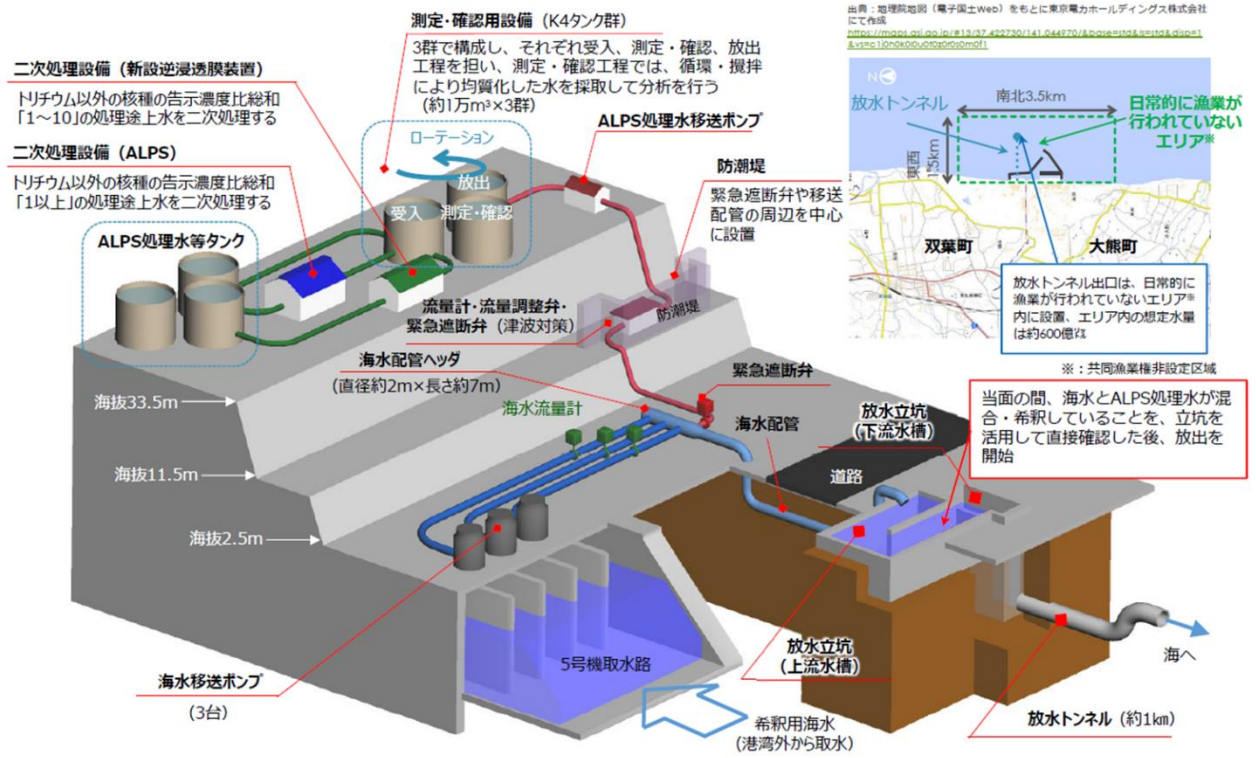 測定・確認用設備（K4タンク群）
3群で構成し、それぞれ受入、測定・確認、放出
工程を担い、測定・確認工程では、循環・攪拌
により均質化した水を採取して分析を行う
（約1万m³×3群）
二次処理設備（新設逆浸透膜装置）
トリチウム以外の核種の告示濃度比総和
「1～10」の処理途上水を二次処理する
二次処理設備（ALPS）
トリチウム以外の核種の告示濃度比総和
「1以上」の処理途上水を二次処理する
ALPS処理水等タンク
ローテーション
放出
受入
測定・確認
ALPS処理水移送ポンプ
防潮堤
緊急遮断弁や移送
配管の周辺を中心
に設置
防潮堤
流量計・流量調整弁・
緊急遮断弁（津波対策）
海水配管ヘッダ
（直径約2m×長さ約7m）
海水流量計
緊急遮断弁
海水配管
海抜33.5m
海抜11.5m
海抜2.5m
道路
放水立坑
（下流水槽）
放水立坑
（上流水槽）
5号機取水路
海水移送ポンプ
（3台）
希釈用海水
（港湾外から取水）
放水トンネル（約1km）
海へ
当面の間、海水とALPS処理水が混
合・希釈していることを、立坑を
活用して直接確認した後、放出を
開始
出典：地理院地図（電子国土Web）をもとに東京電力ホールディングス株式会社
にて作成
https://maps.gsi.go.jp/#13/37.422730/141.044970/&base=std&ls=std&disp=1
&vs=c1j0h0k0l0u0t0z0r0s0m0f1
N
放水トンネル
南北3.5km
東西
1.5km
日常的に漁業が
行われていない
エリア※
双葉町
大熊町
放水トンネル出口は、日常的に
漁業が行われていないエリア※
内に設置、エリア内の想定水量
は約600億㍑
※：共同漁業権非設定区域